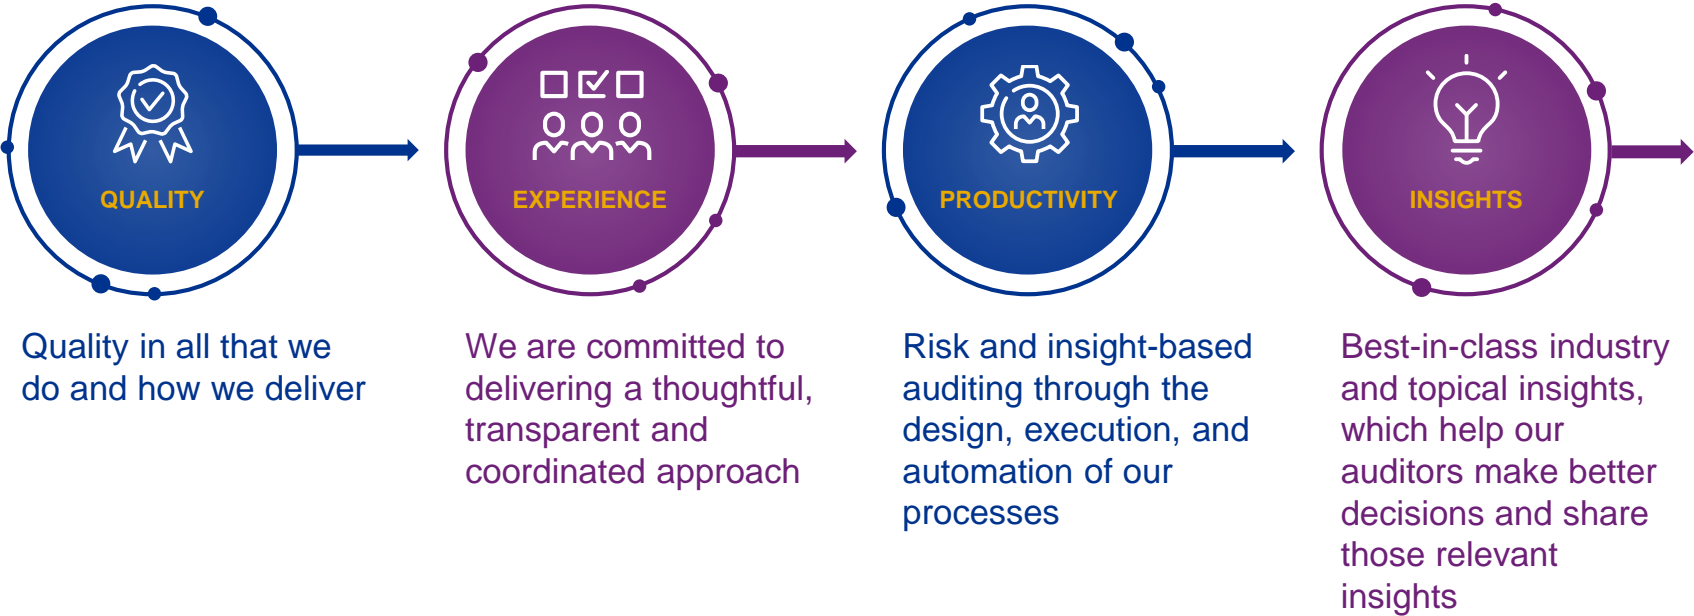 QUALITY
Quality in all that we
do and how we deliver
EXPERIENCE
We are committed to
delivering a thoughtful,
transparent and
coordinated approach
PRODUCTIVITY
Risk and insight-based
auditing through the
design, execution, and
automation of our
processes
INSIGHTS
Best-in-class industry
and topical insights,
which help our
auditors make better
decisions and share
those relevant
insights